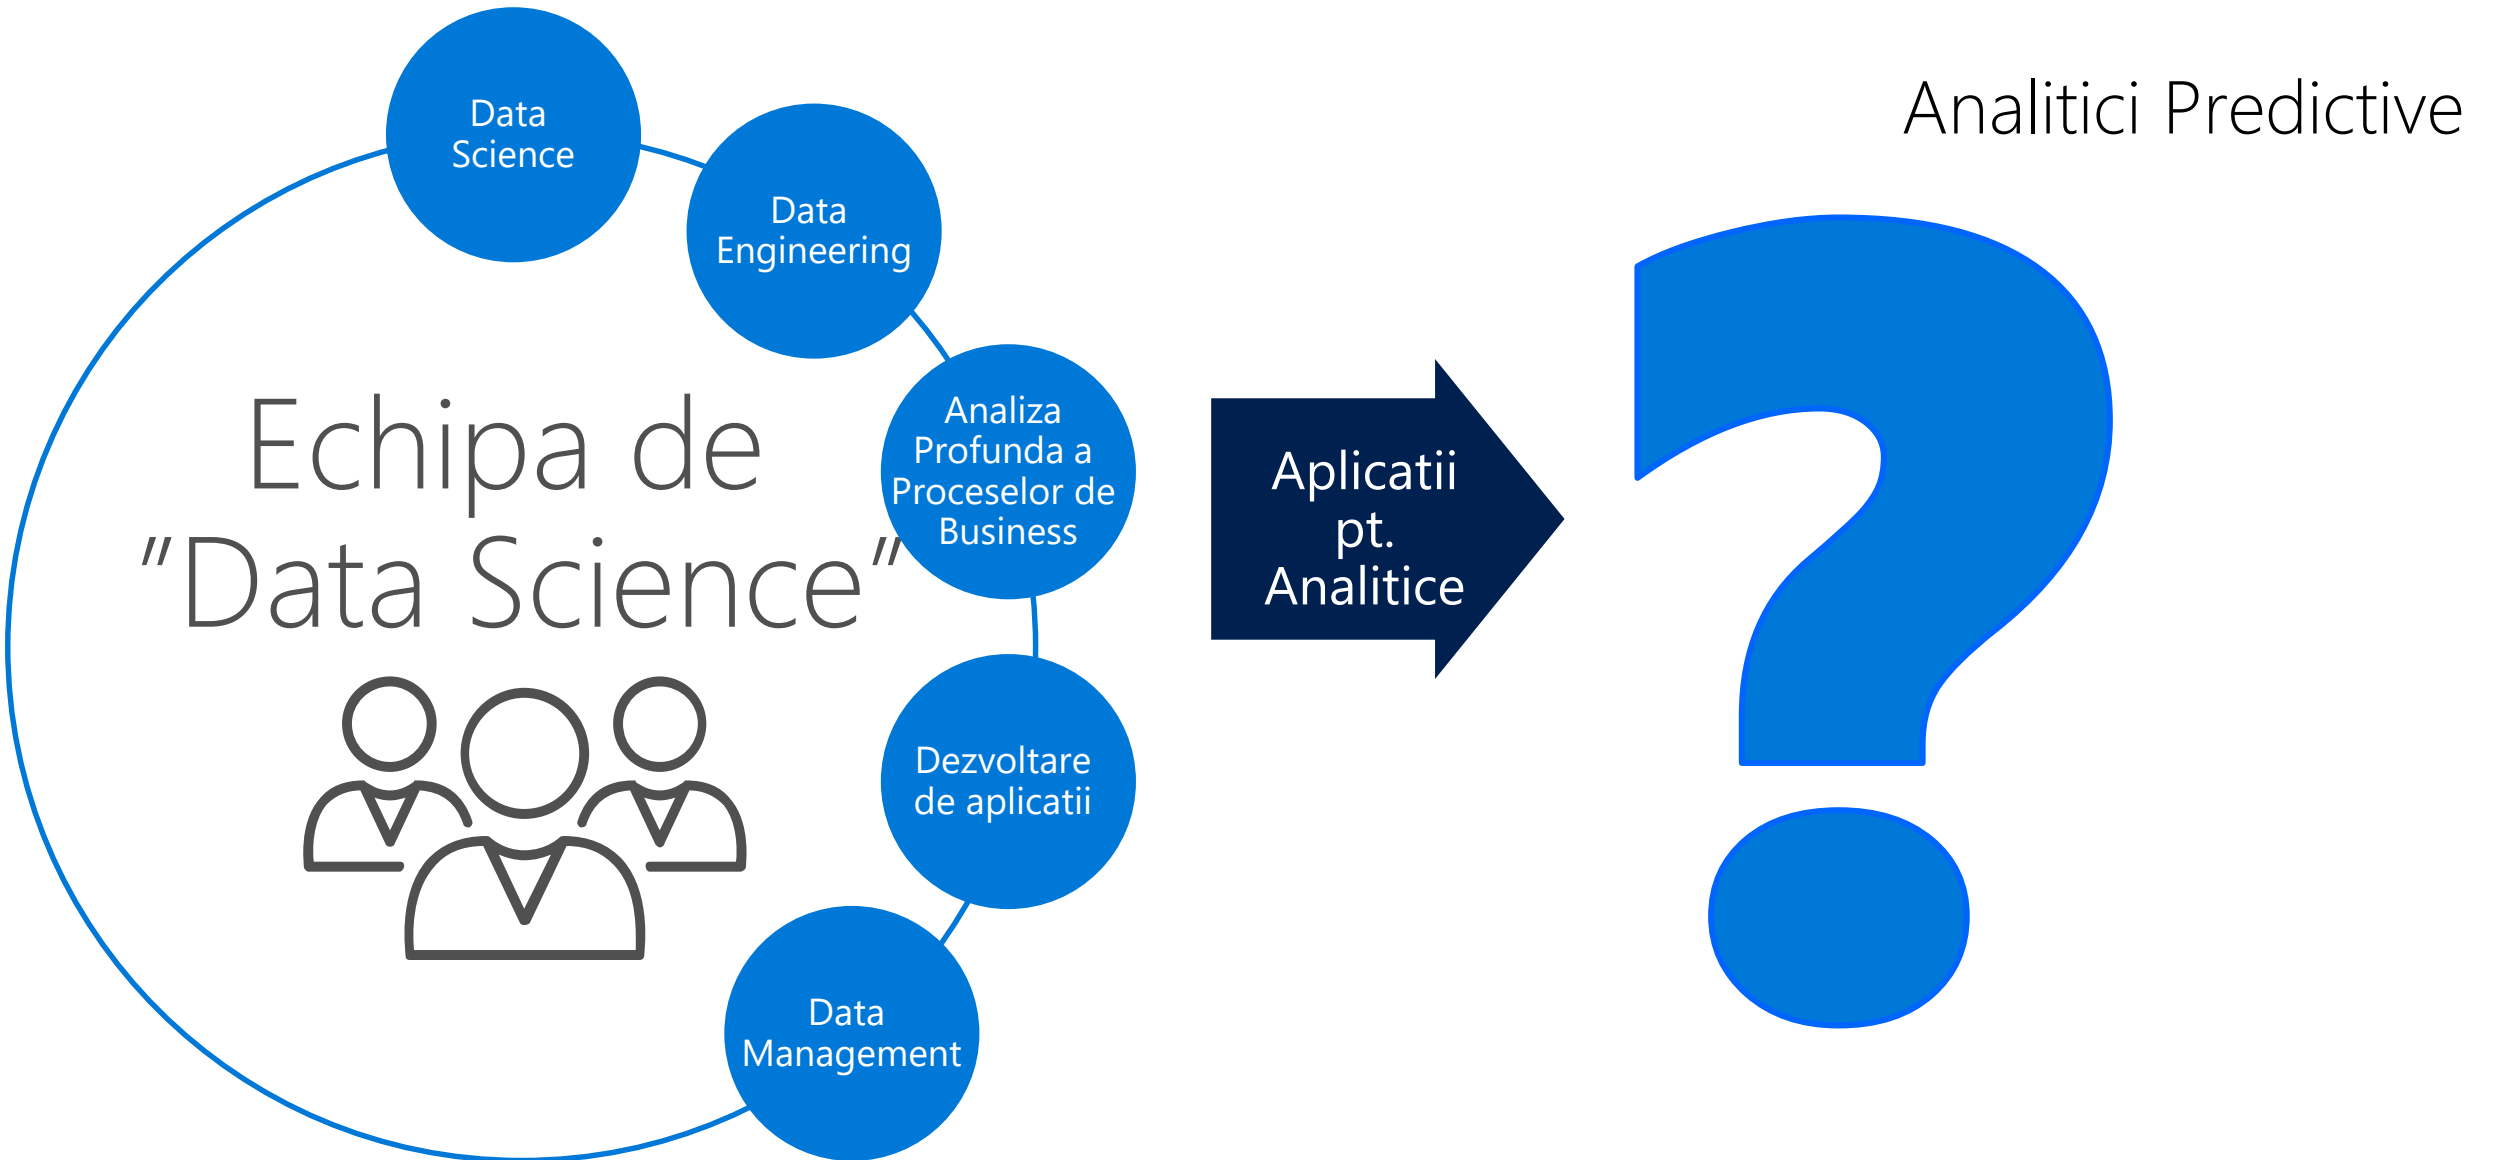 Analitici Predictive
Data
Science
Data
Engineering
Analiza
Profunda a
Proceselor de
Business
Echipa de
"Data Science"
Aplicatii
pt.
Analitice
?
Dezvoltare
de aplicatii
Data
Management